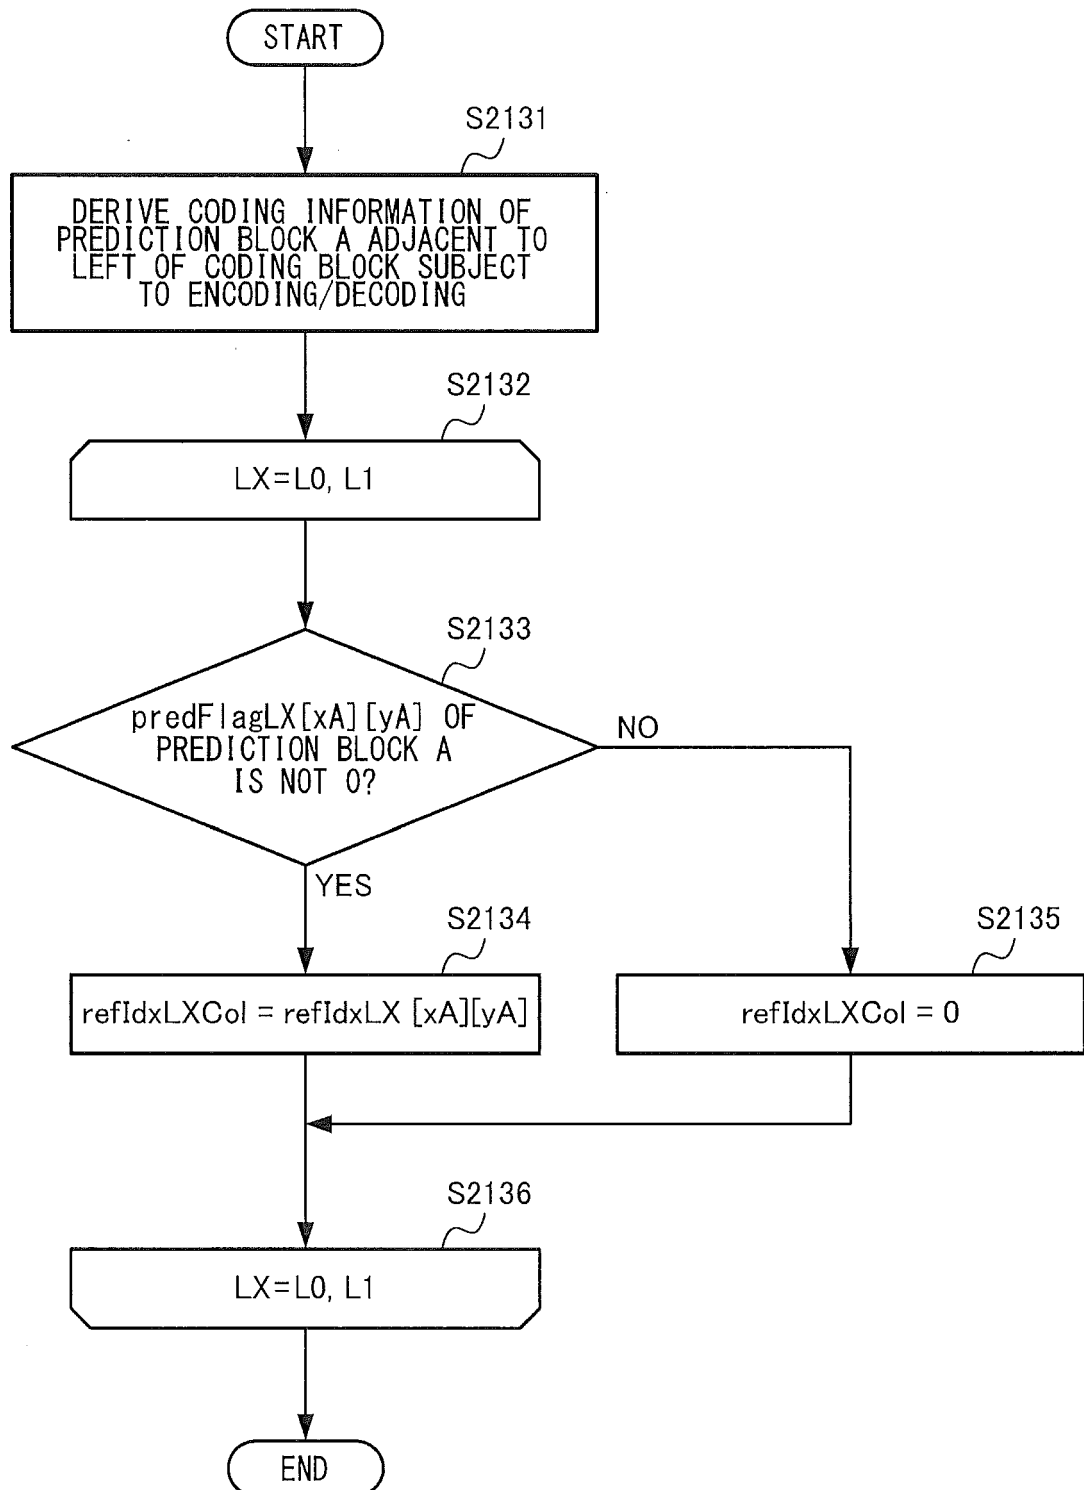 START
S2131
DERIVE CODING INFORMATION OF
PREDICTION BLOCK A ADJACENT TO
LEFT OF CODING BLOCK SUBJECT
TO ENCODING/DECODING
S2132
LX=L0, L1
S2133
predFlagLX[xA][yA] OF
PREDICTION BLOCK A
IS NOT 0?
NO
YES
S2134
refIdxLXCol = refIdxLX [xA][yA]
S2135
refIdxLXCol = 0
S2136
LX=L0, L1
END